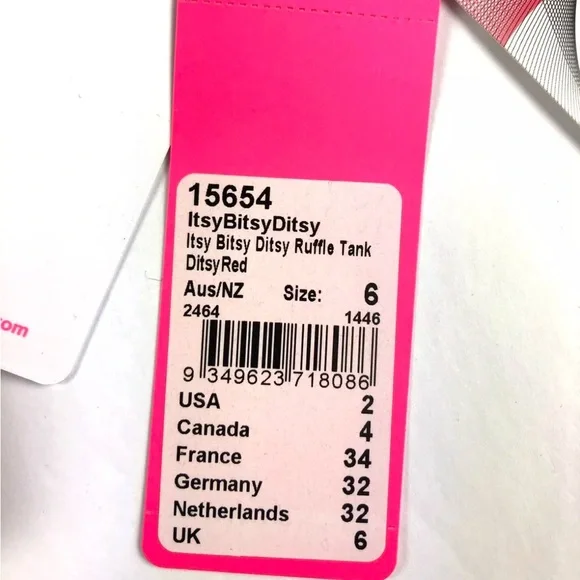 15654
ItsyBitsyDitsy
Itsy Bitsy Ditsy Ruffle Tank
DitsyRed
Aus/NZ Size: 6
2464 1446
9 349623 718086
USA 2
Canada 4
France 34
Germany 32
Netherlands 32
UK 6
om